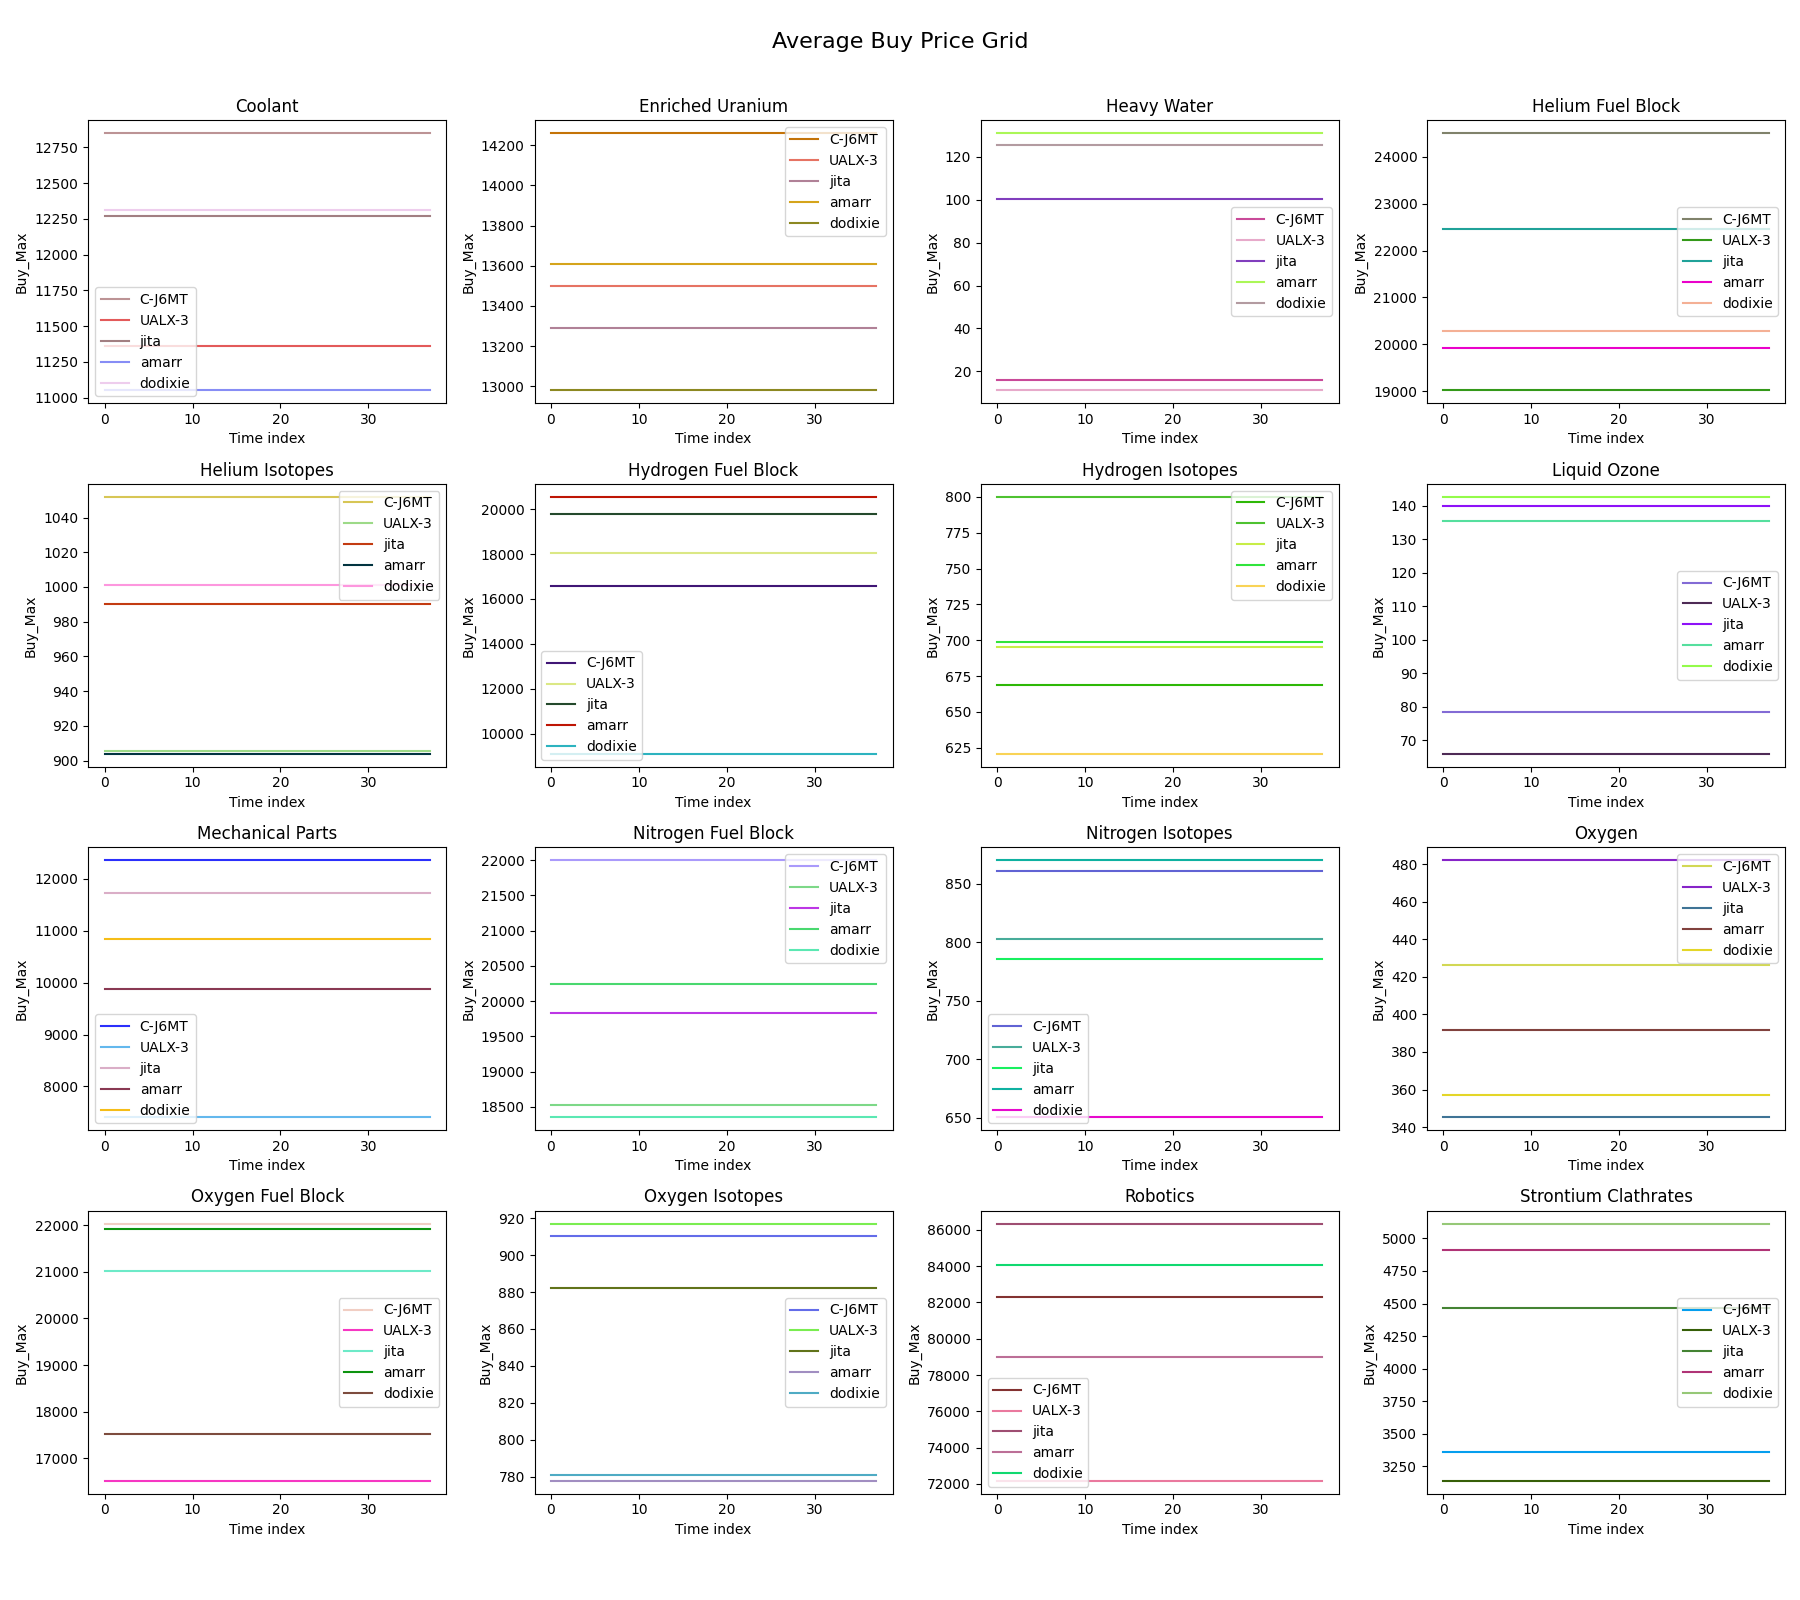 Average Buy Price Grid
Coolant
Buy_Max
12750
12500
12250
12000
11750
11500
11250
11000
C-J6MT
UALX-3
jita
amarr
dodixie
0 10 20 30
Time index
Enriched Uranium
Buy_Max
14200
14000
13800
13600
13400
13200
13000
C-J6MT
UALX-3
jita
amarr
dodixie
0 10 20 30
Time index
Heavy Water
Buy_Max
120
100
80
60
40
20
C-J6MT
UALX-3
jita
amarr
dodixie
0 10 20 30
Time index
Helium Fuel Block
Buy_Max
24000
23000
22000
21000
20000
19000
C-J6MT
UALX-3
jita
amarr
dodixie
0 10 20 30
Time index
Helium Isotopes
Buy_Max
1040
1020
1000
980
960
940
920
900
C-J6MT
UALX-3
jita
amarr
dodixie
0 10 20 30
Time index
Hydrogen Fuel Block
Buy_Max
20000
18000
16000
14000
12000
10000
C-J6MT
UALX-3
jita
amarr
dodixie
0 10 20 30
Time index
Hydrogen Isotopes
Buy_Max
800
775
750
725
700
675
650
625
C-J6MT
UALX-3
jita
amarr
dodixie
0 10 20 30
Time index
Liquid Ozone
Buy_Max
140
130
120
110
100
90
80
70
C-J6MT
UALX-3
jita
amarr
dodixie
0 10 20 30
Time index
Mechanical Parts
Buy_Max
12000
11000
10000
9000
8000
C-J6MT
UALX-3
jita
amarr
dodixie
0 10 20 30
Time index
Nitrogen Fuel Block
Buy_Max
22000
21500
21000
20500
20000
19500
19000
18500
C-J6MT
UALX-3
jita
amarr
dodixie
0 10 20 30
Time index
Nitrogen Isotopes
Buy_Max
850
800
750
700
650
C-J6MT
UALX-3
jita
amarr
dodixie
0 10 20 30
Time index
Oxygen
Buy_Max
480
460
440
420
400
380
360
340
C-J6MT
UALX-3
jita
amarr
dodixie
0 10 20 30
Time index
Oxygen Fuel Block
Buy_Max
22000
21000
20000
19000
18000
17000
C-J6MT
UALX-3
jita
amarr
dodixie
0 10 20 30
Time index
Oxygen Isotopes
Buy_Max
920
900
880
860
840
820
800
780
C-J6MT
UALX-3
jita
amarr
dodixie
0 10 20 30
Time index
Robotics
Buy_Max
86000
84000
82000
80000
78000
76000
74000
72000
C-J6MT
UALX-3
jita
amarr
dodixie
0 10 20 30
Time index
Strontium Clathrates
Buy_Max
5000
4750
4500
4250
4000
3750
3500
3250
C-J6MT
UALX-3
jita
amarr
dodixie
0 10 20 30
Time index